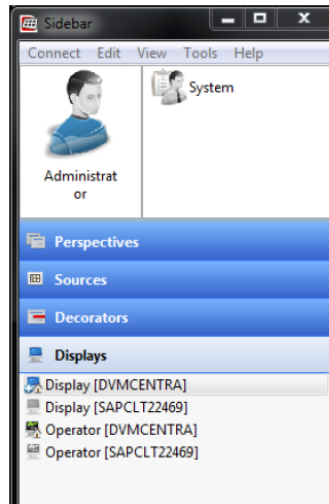 Sidebar
Connect Edit View Tools Help
System
Administrat
or
Perspectives
Sources
Decorators
Displays
Display [DVMCENTRA]
Display [SAPCLT22469]
Operator [DVMCENTRA]
Operator [SAPCLT22469]